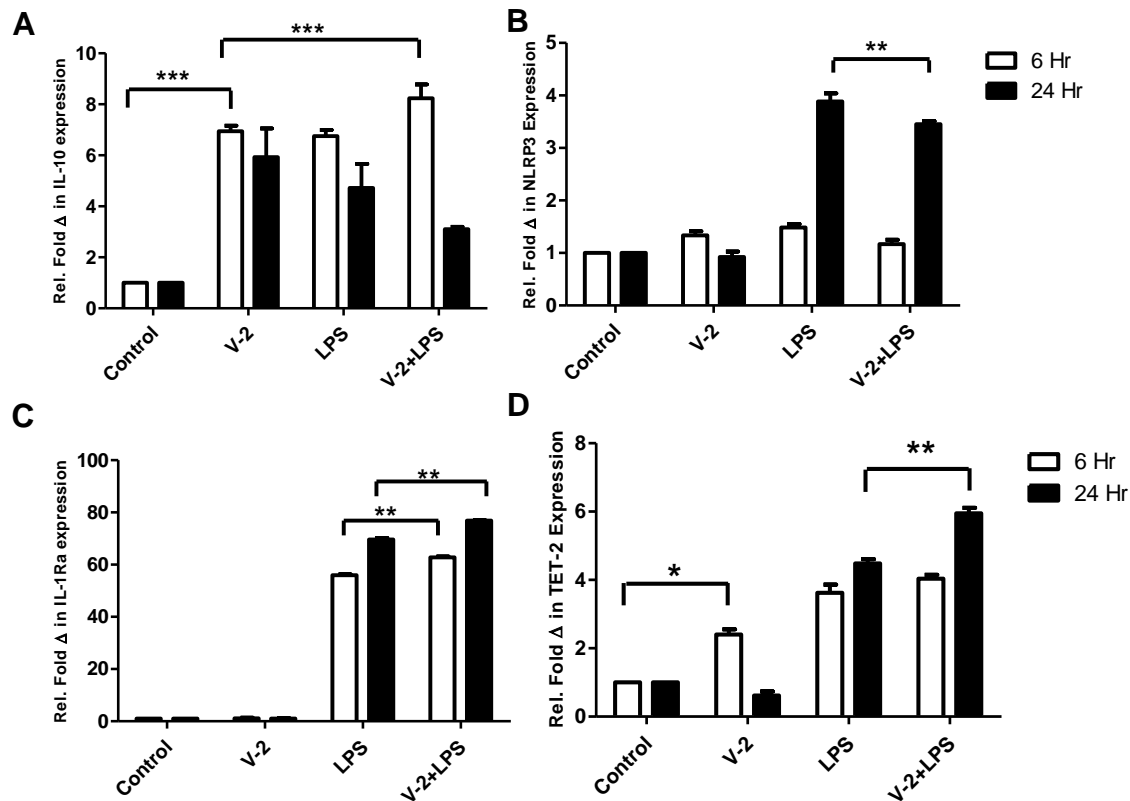 A
Rel. Fold Δ in IL-10 expression
10
8
6
4
2
0
***
***
Control
V-2
LPS
V-2+LPS
B
Rel. Fold Δ in NLRP3 Expression
5
4
3
2
1
0
**
Control
V-2
LPS
V-2+LPS
6 Hr
24 Hr
C
Rel. Fold Δ in IL-1Ra expression
100
80
60
40
20
0
**
**
Control
V-2
LPS
V-2+LPS
D
Rel. Fold Δ in TET-2 Expression
8
6
4
2
0
*
**
Control
V-2
LPS
V-2+LPS
6 Hr
24 Hr